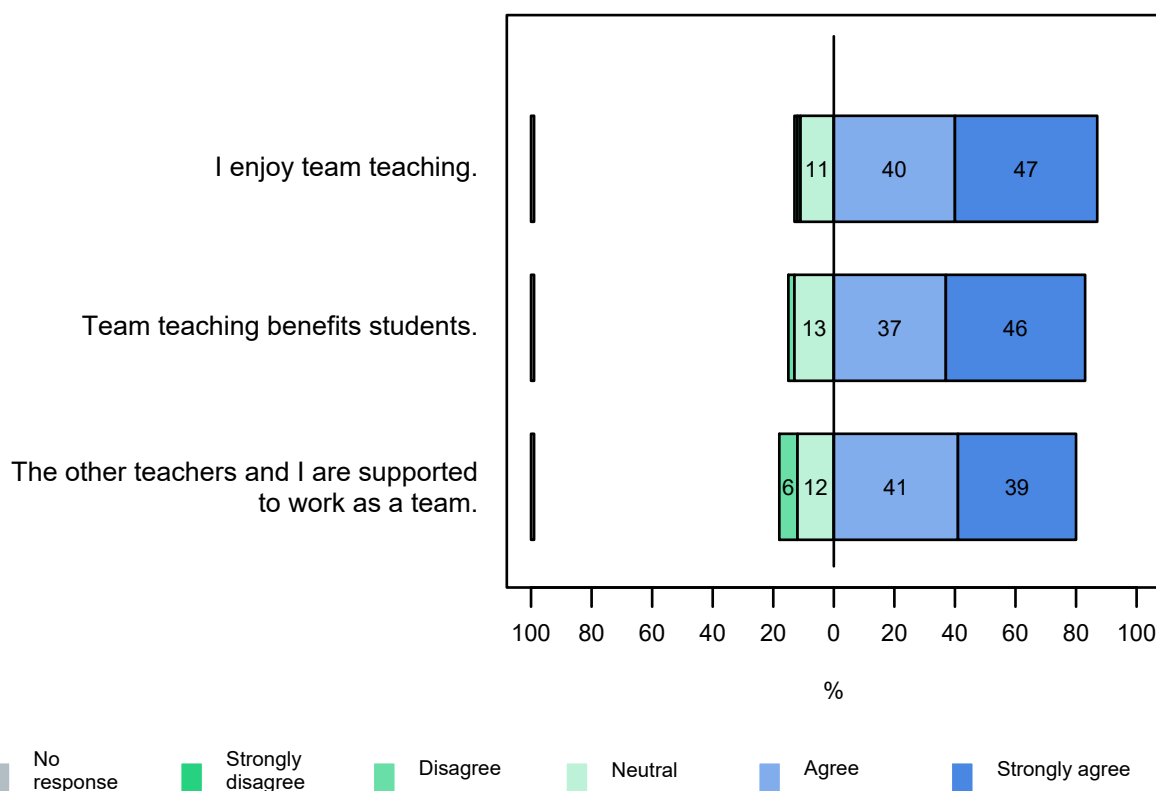 I enjoy team teaching.
11 40 47
Team teaching benefits students.
13 37 46
The other teachers and I are supported
to work as a team.
6 12 41 39
100 80 60 40 20 0 20 40 60 80 100
%
No
response
Strongly
disagree
Disagree
Neutral
Agree
Strongly agree